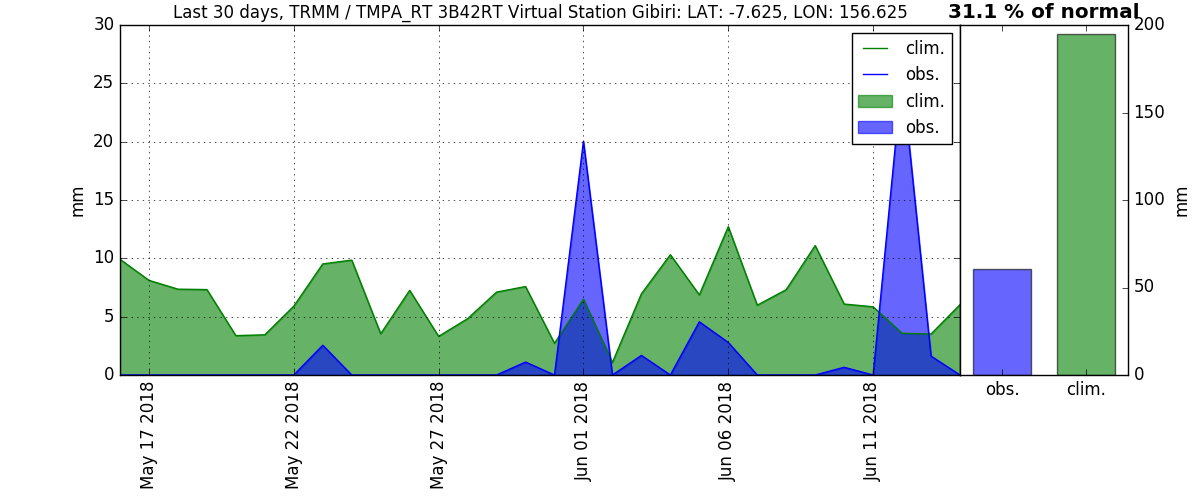 Last 30 days, TRMM / TMPA_RT 3B42RT Virtual Station Gibiri: LAT: -7.625, LON: 156.625
31.1 % of normal
30
25
20
15
10
5
0
mm
clim.
obs.
clim.
obs.
200
150
100
50
0
mm
May 17 2018
May 22 2018
May 27 2018
Jun 01 2018
Jun 06 2018
Jun 11 2018
obs.
clim.